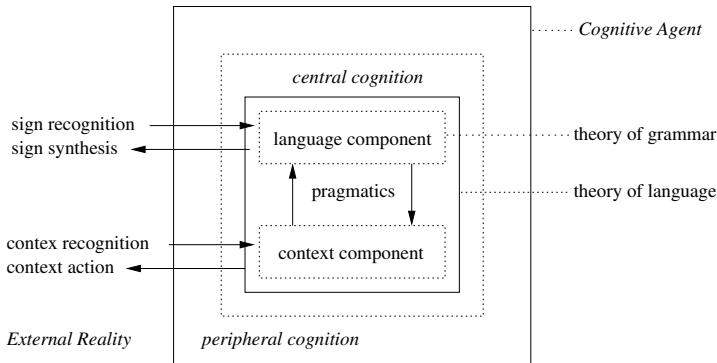 Cognitive Agent
central cognition
sign recognition
language component
theory of grammar
sign synthesis
pragmatics
theory of language
contex recognition
context component
context action
External Reality
peripheral cognition